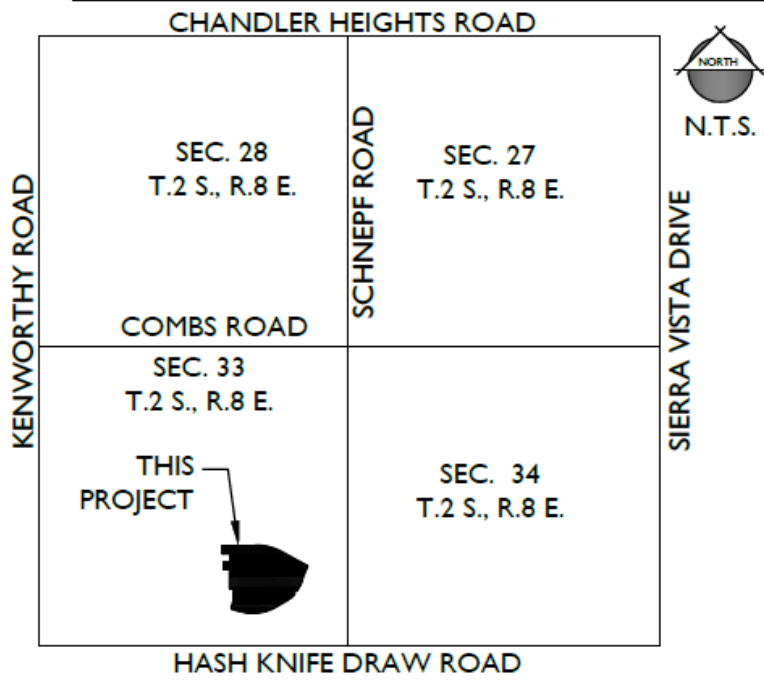 CHANDLER HEIGHTS ROAD
NORTH
N.T.S.
SEC. 28
T.2 S., R.8 E.
SCHNEPF ROAD
SEC. 27
T.2 S., R.8 E.
KENWORTHY ROAD
SIERRA VISTA DRIVE
COMBS ROAD
SEC. 33
T.2 S., R.8 E.
THIS
PROJECT
SEC. 34
T.2 S., R.8 E.
HASH KNIFE DRAW ROAD